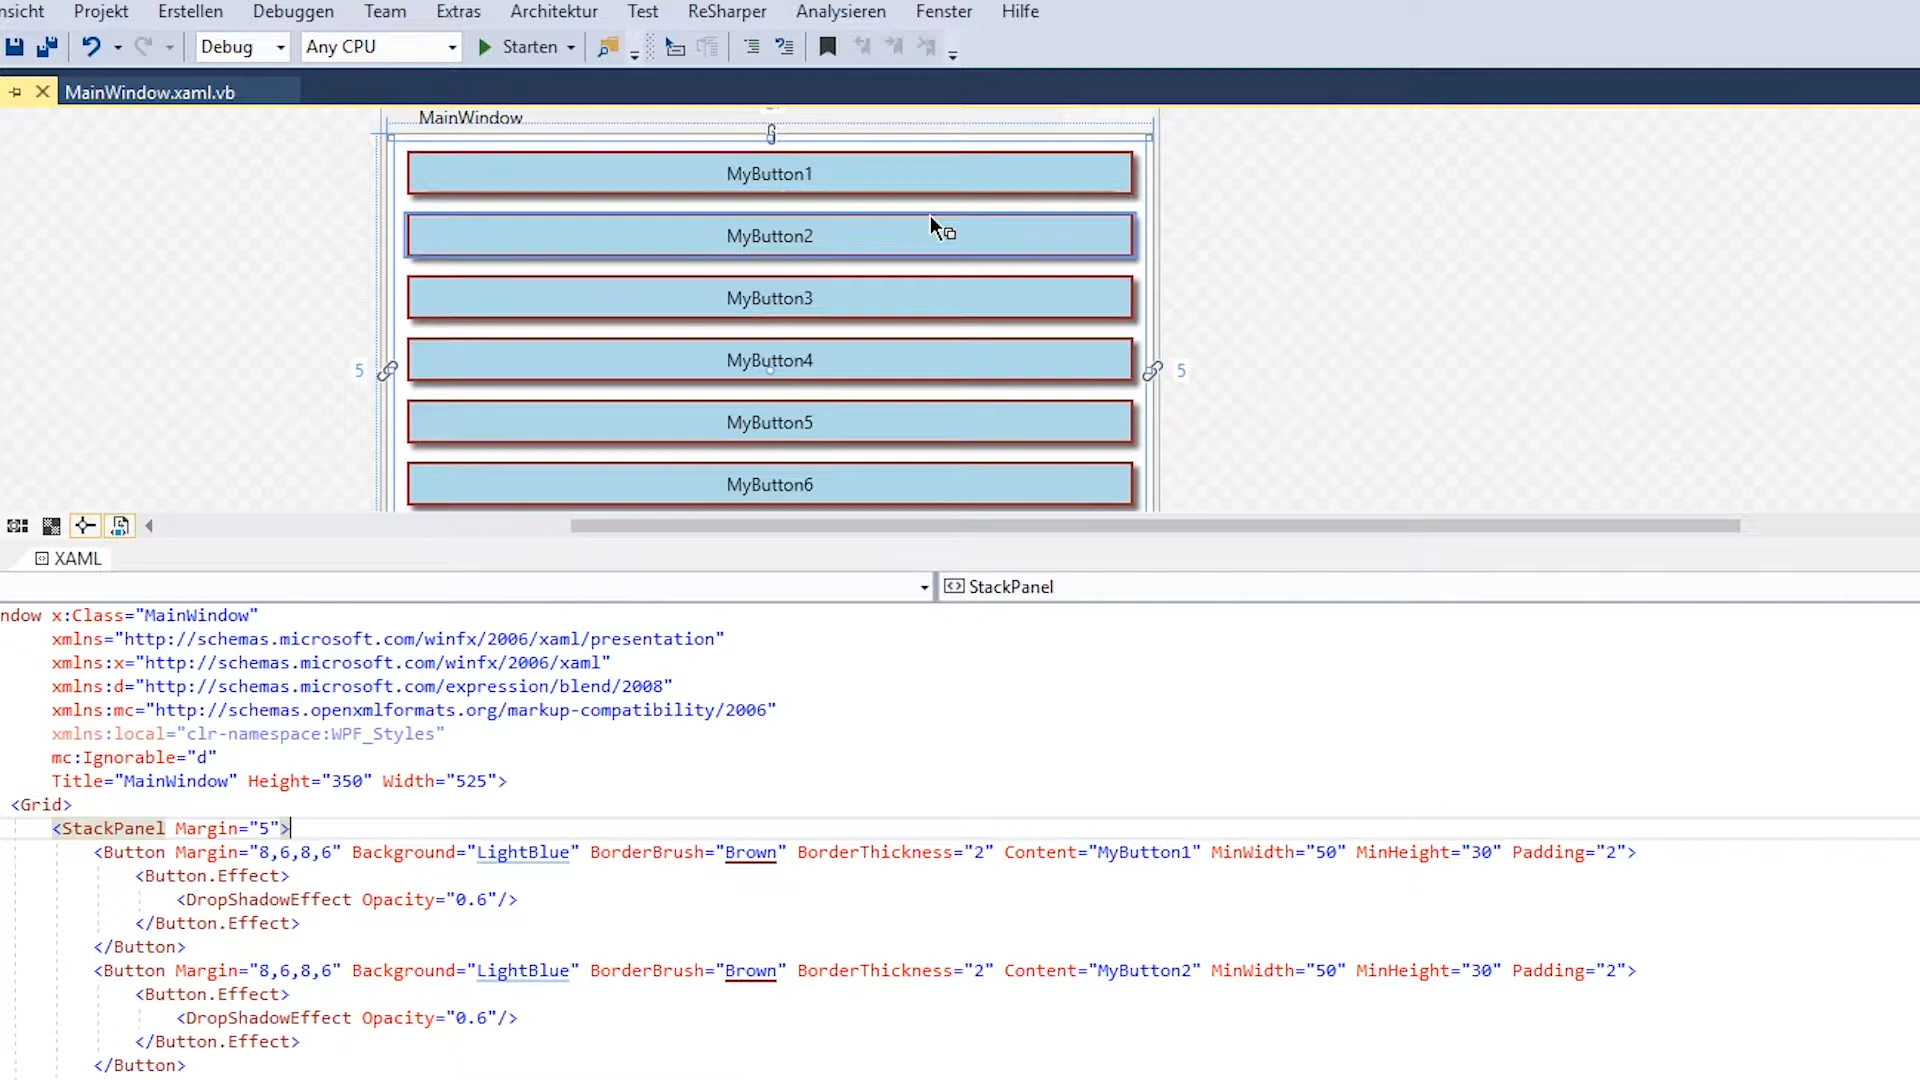 nsicht Projekt Erstellen Debuggen Team Extras Architektur Test ReSharper Analysieren Fenster Hilfe
Debug Any CPU Starten
MainWindow.xaml.vb
MainWindow
MyButton1
MyButton2
MyButton3
MyButton4
5 5
MyButton5
MyButton6
XAML
StackPanel
ndow x:Class="MainWindow"
xmlns="http://schemas.microsoft.com/winfx/2006/xaml/presentation"
xmlns:x="http://schemas.microsoft.com/winfx/2006/xaml"
xmlns:d="http://schemas.microsoft.com/expression/blend/2008"
xmlns:mc="http://schemas.openxmlformats.org/markup-compatibility/2006"
xmlns:local="clr-namespace:WPF_Styles"
mc:Ignorable="d"
Title="MainWindow" Height="350" Width="525">
<Grid>
<StackPanel Margin="5">
<Button Margin="8,6,8,6" Background="LightBlue" BorderBrush="Brown" BorderThickness="2" Content="MyButton1" MinWidth="50" MinHeight="30" Padding="2">
<Button.Effect>
<DropShadowEffect Opacity="0.6"/>
</Button.Effect>
</Button>
<Button Margin="8,6,8,6" Background="LightBlue" BorderBrush="Brown" BorderThickness="2" Content="MyButton2" MinWidth="50" MinHeight="30" Padding="2">
<Button.Effect>
<DropShadowEffect Opacity="0.6"/>
</Button.Effect>
</Button>